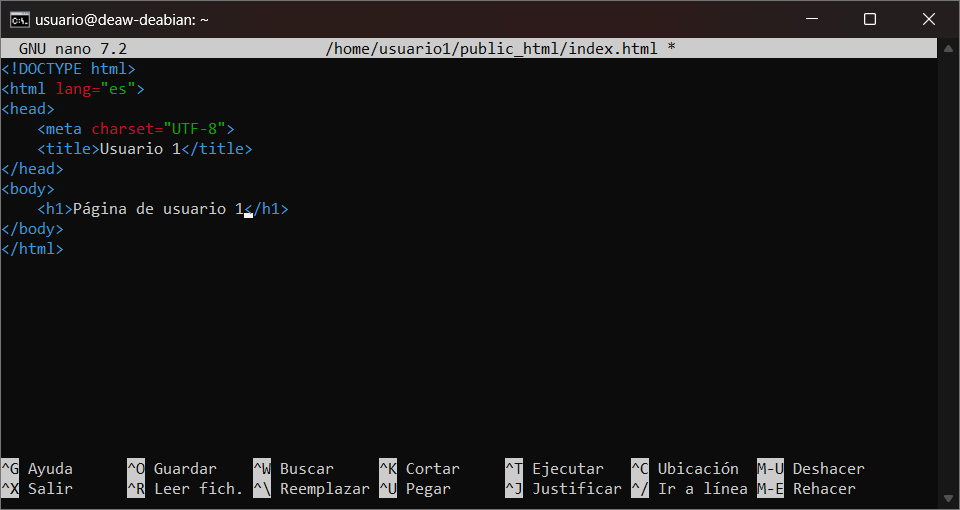 usuario@deaw-deabian: ~
GNU nano 7.2 /home/usuario1/public_html/index.html *
<!DOCTYPE html>
<html lang="es">
<head>
    <meta charset="UTF-8">
    <title>Usuario 1</title>
</head>
<body>
    <h1>Página de usuario 1</h1>
</body>
</html>
^G Ayuda ^O Guardar ^W Buscar ^K Cortar ^T Ejecutar ^C Ubicación M-U Deshacer
^X Salir ^R Leer fich. ^\ Reemplazar ^U Pegar ^J Justificar ^/ Ir a línea M-E Rehacer